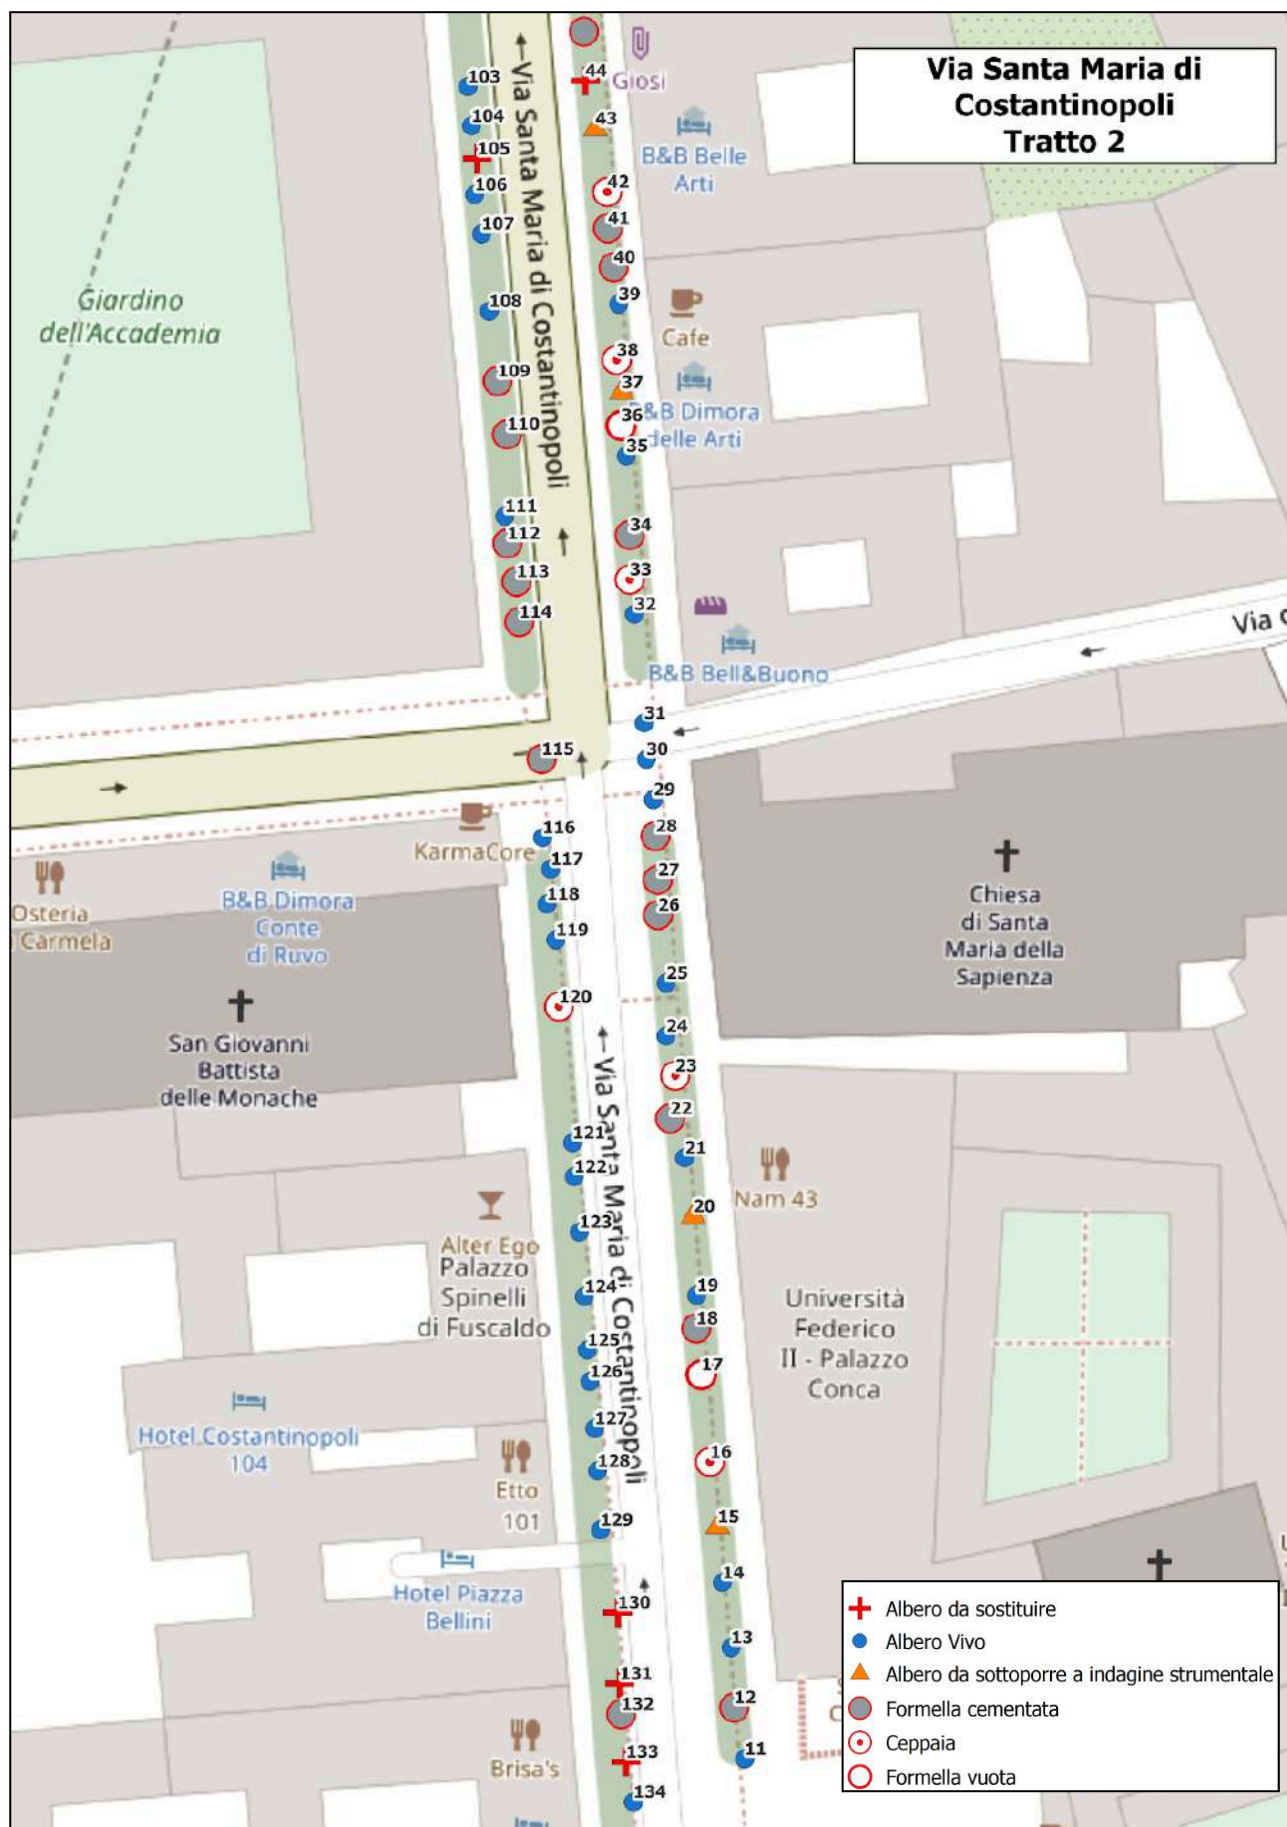 Via Santa Maria di
Costantinopoli
Tratto 2
Via Santa Maria di Costantinopoli
Giosi
103
44
104
43
105
B&B Belle
Arti
106
42
107
41
40
Giardino
dell'Accademia
108
39
Cafe
38
109
37
B&B Dimora
delle Arti
110
36
35
111
112
34
113
33
114
32
B&B Bell&Buono
Via
31
115
30
29
116
28
KarmaCore
117
27
118
26
119
B&B Dimora
Conte
di Ruvo
Osteria
Carmela
Chiesa
di Santa
Maria della
Sapienza
25
120
24
San Giovanni
Battista
delle Monache
Via Santa Maria di Costantinopoli
23
22
121
21
122
Nam 43
20
123
Alter Ego
Palazzo
Spinelli
di Fuscaldo
124
19
18
Università
Federico
II - Palazzo
Conca
125
17
126
127
Hotel Costantinopoli
104
128
16
Etto
101
129
15
14
Hotel Piazza
Bellini
130
13
131
132
12
133
11
Brisa's
134
Albero da sostituire
Albero Vivo
Albero da sottoporre a indagine strumentale
Formella cementata
Ceppaia
Formella vuota